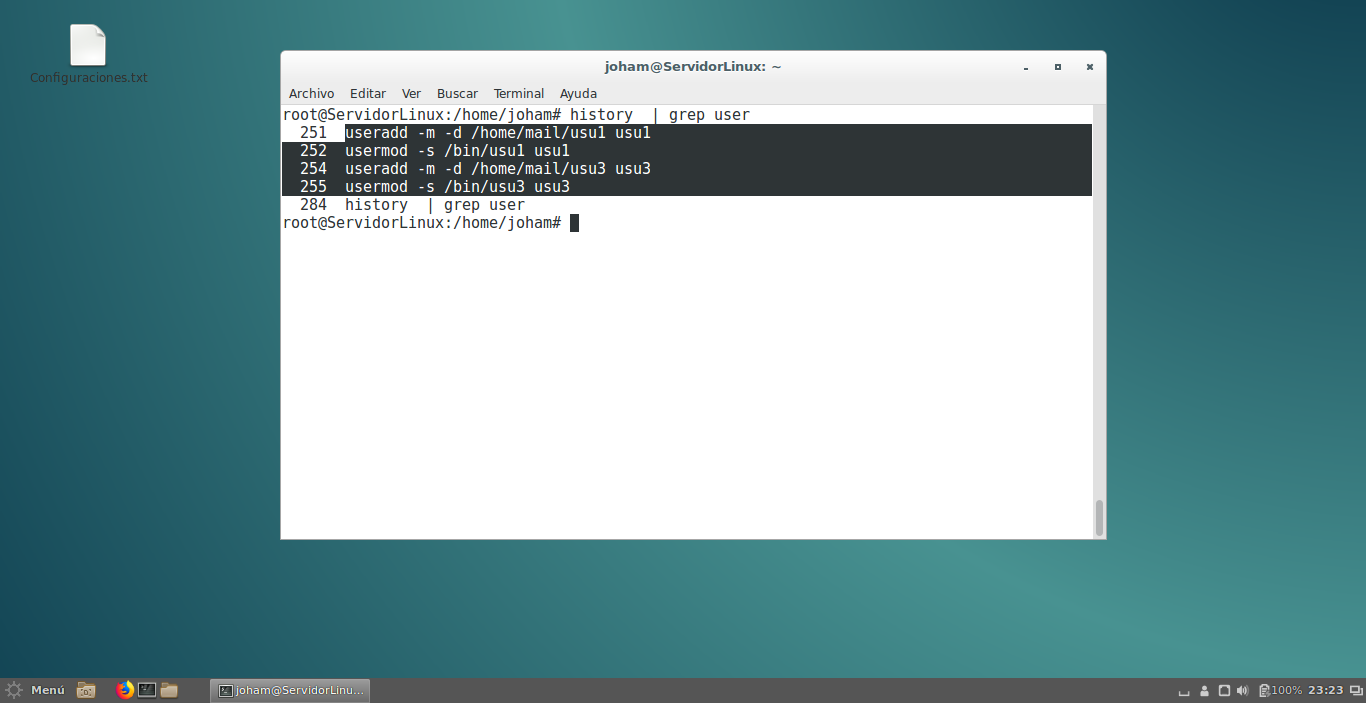 Configuraciones.txt
joham@ServidorLinux: ~
Archivo Editar Ver Buscar Terminal Ayuda
root@ServidorLinux:/home/joham# history  | grep user
  251  useradd -m -d /home/mail/usu1 usu1
  252  usermod -s /bin/usu1 usu1
  254  useradd -m -d /home/mail/usu3 usu3
  255  usermod -s /bin/usu3 usu3
  284  history  | grep user
root@ServidorLinux:/home/joham#
Menú joham@ServidorLinu... 100% 23:23